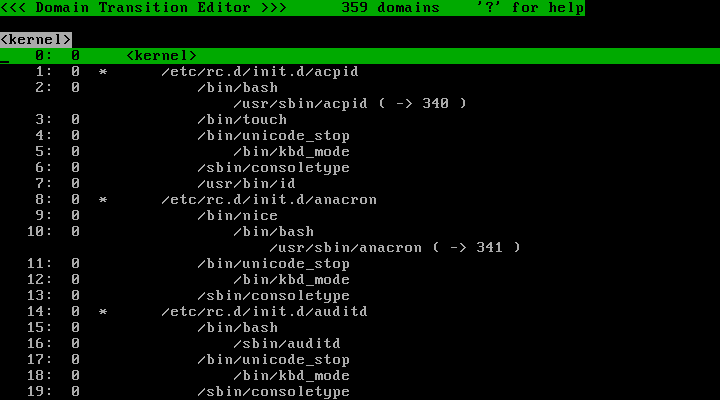 <<< Domain Transition Editor >>>      359 domains    '?' for help
<kernel>
0:  0     <kernel>
1:  0  *      /etc/rc.d/init.d/acpid
2:  0             /bin/bash
/usr/sbin/acpid ( -> 340 )
3:  0             /bin/touch
4:  0             /bin/unicode_stop
5:  0                 /bin/kbd_mode
6:  0             /sbin/consoletype
7:  0             /usr/bin/id
8:  0  *      /etc/rc.d/init.d/anacron
9:  0             /bin/nice
10:  0                 /bin/bash
/usr/sbin/anacron ( -> 341 )
11:  0             /bin/unicode_stop
12:  0                 /bin/kbd_mode
13:  0             /sbin/consoletype
14:  0  *      /etc/rc.d/init.d/auditd
15:  0             /bin/bash
16:  0                 /sbin/auditd
17:  0             /bin/unicode_stop
18:  0                 /bin/kbd_mode
19:  0             /sbin/consoletype